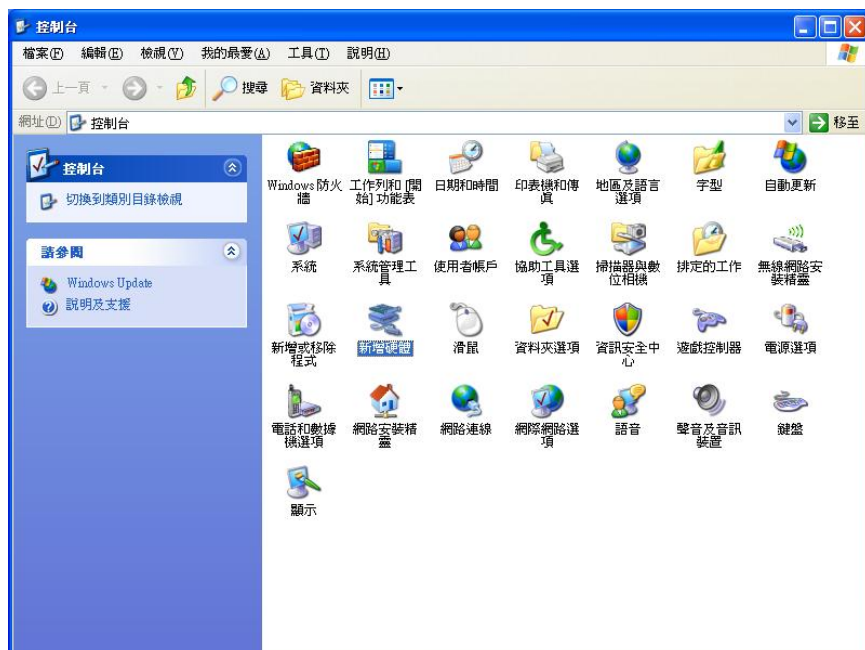 控制台
檔案(F) 編輯(E) 檢視(V) 我的最愛(A) 工具(T) 說明(H)
上一頁 搜尋 資料夾
網址(D) 控制台 移至
控制台
切換到類別目錄檢視
請參閱
Windows Update
說明及支援
Windows 防火牆
工作列和 [開始] 功能表
日期和時間
印表機和傳真
地區及語言選項
字型
自動更新
系統
系統管理工具
使用者帳戶
協助工具選項
掃描器與數位相機
排定的工作
無線網路安裝精靈
新增或移除程式
新增硬體
滑鼠
資料夾選項
資訊安全中心
遊戲控制器
電源選項
電話和數據機選項
網路安裝精靈
網路連線
網際網路選項
語音
聲音及音訊裝置
鍵盤
顯示